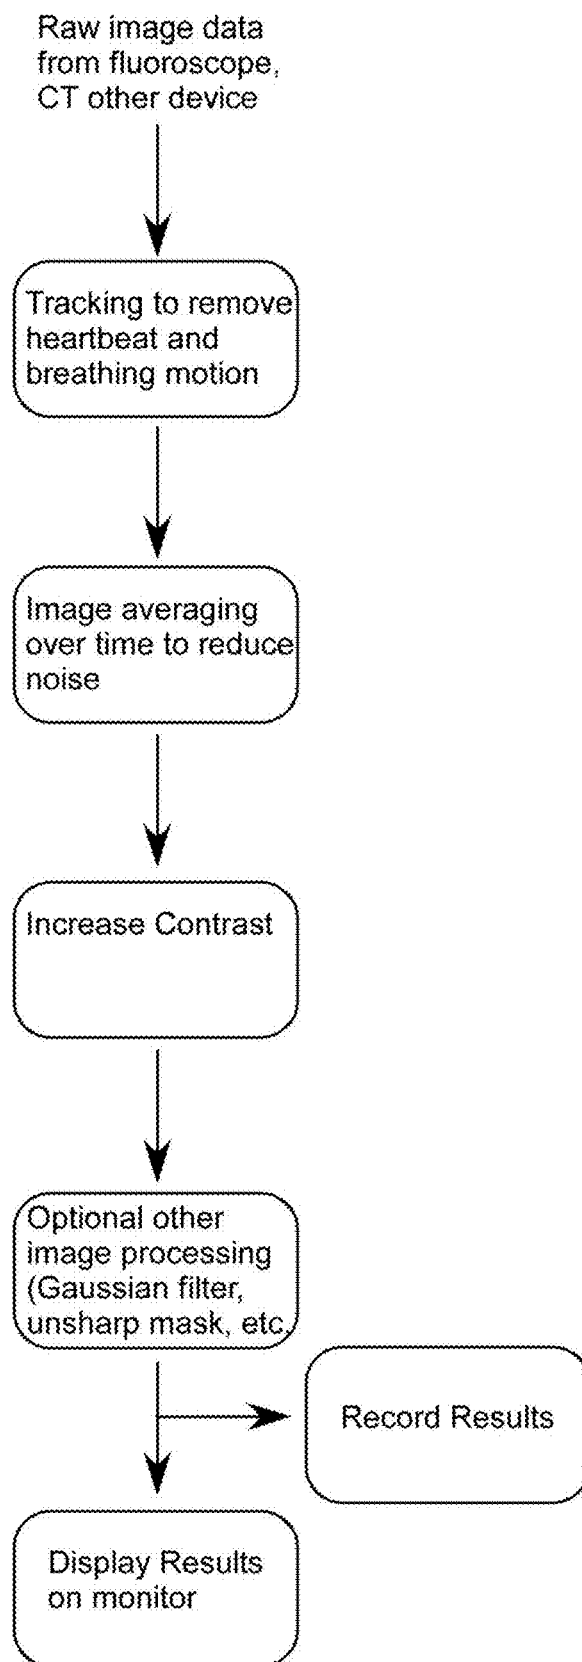 Raw image data
from fluoroscope,
CT other device
Tracking to remove
heartbeat and
breathing motion
Image averaging
over time to reduce
noise
Increase Contrast
Optional other
image processing
(Gaussian filter,
unsharp mask, etc.
Record Results
Display Results
on monitor